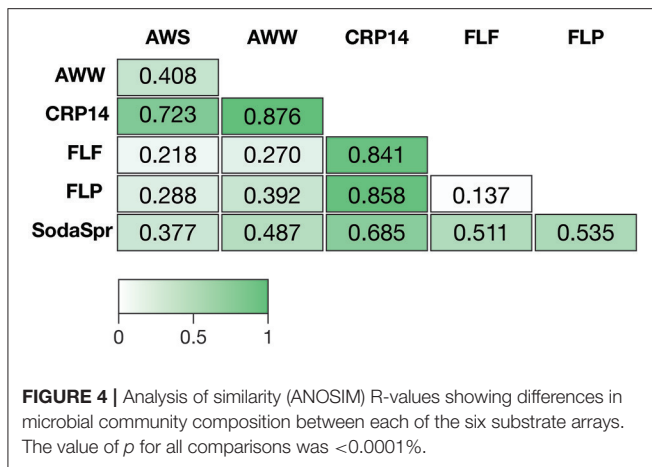 AWS AWW CRP14 FLF FLP
AWW 0.408
CRP14 0.723 0.876
FLF 0.218 0.270 0.841
FLP 0.288 0.392 0.858 0.137
SodaSpr 0.377 0.487 0.685 0.511 0.535
0 0.5 1
FIGURE 4 | Analysis of similarity (ANOSIM) R-values showing differences in
microbial community composition between each of the six substrate arrays.
The value of p for all comparisons was <0.0001%.